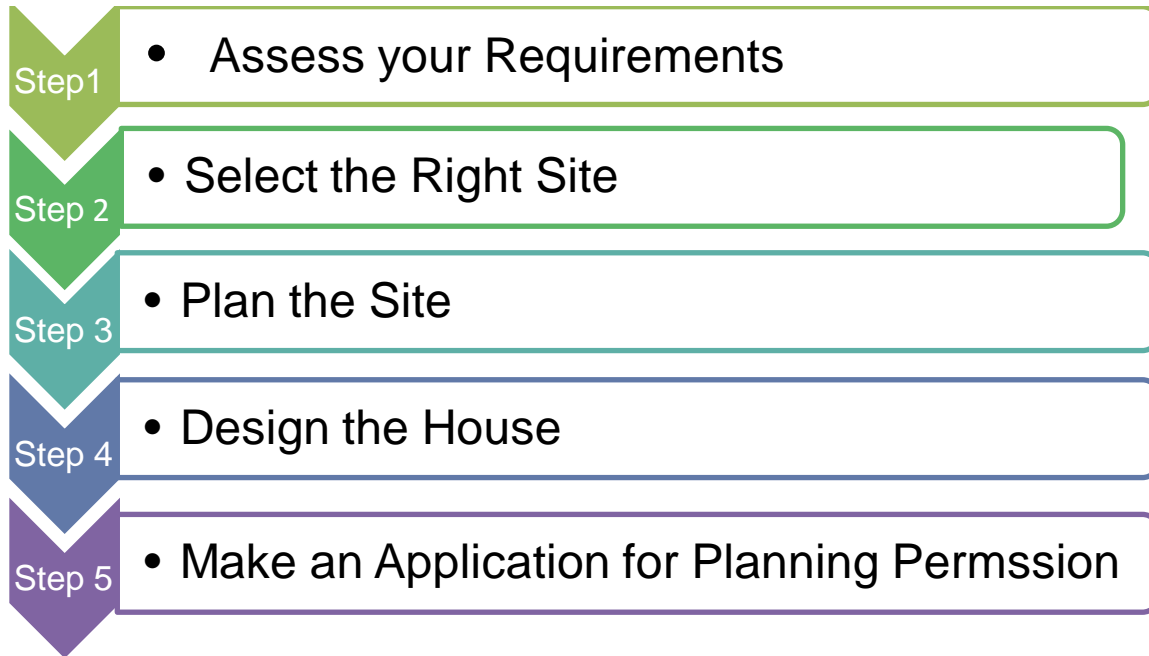 Step1
• Assess your Requirements
Step 2
• Select the Right Site
Step 3
• Plan the Site
Step 4
• Design the House
Step 5
• Make an Application for Planning Permssion